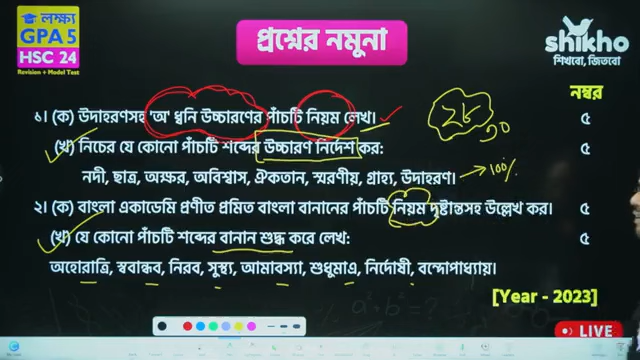 লক্ষ্য
GPA 5
HSC 24
Revision + Model Test
প্রশ্নের নমুনা
shikho
শিখবো, জিতবো
নম্বর
১। (ক) উদাহরণসহ 'অ' ধ্বনি উচ্চারণের পাঁচটি নিয়ম লেখ। ৫
২৮
৩০
(খ) নিচের যে কোনো পাঁচটি শব্দের উচ্চারণ নির্দেশ কর: ৫
নদী, ছাত্র, অক্ষর, অবিশ্বাস, ঐকতান, স্মরণীয়, গ্রাহ্য, উদাহরণ। → 100%
২। (ক) বাংলা একাডেমি প্রণীত প্রমিত বাংলা বানানের পাঁচটি নিয়ম দৃষ্টান্তসহ উল্লেখ কর। ৫
(খ) যে কোনো পাঁচটি শব্দের বানান শুদ্ধ করে লেখ: ৫
অহোরাত্রি, স্ববান্ধব, নিরব, সুস্থ্য, আমাবস্যা, শুধুমাএ, নির্দোষী, বন্দোপাধ্যায়।
[Year - 2023]
LIVE